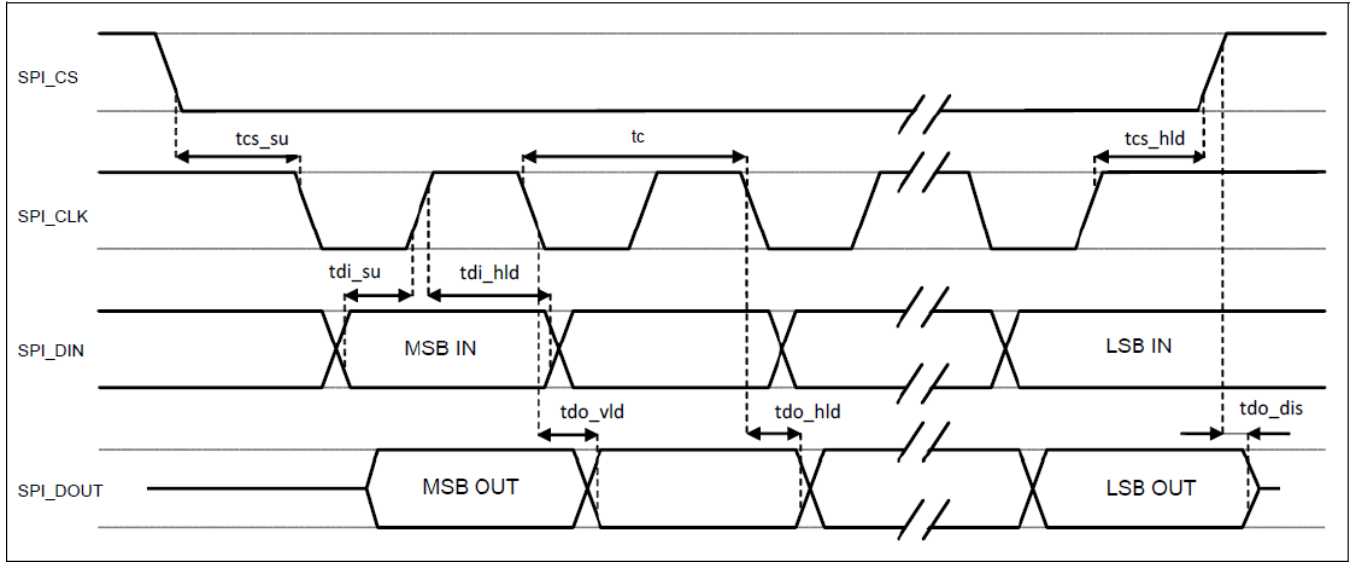 SPI_CS
tcs_su
tc
tcs_hld
SPI_CLK
tdi_su
tdi_hld
SPI_DIN
MSB IN
LSB IN
tdo_vld
tdo_hld
tdo_dis
SPI_DOUT
MSB OUT
LSB OUT